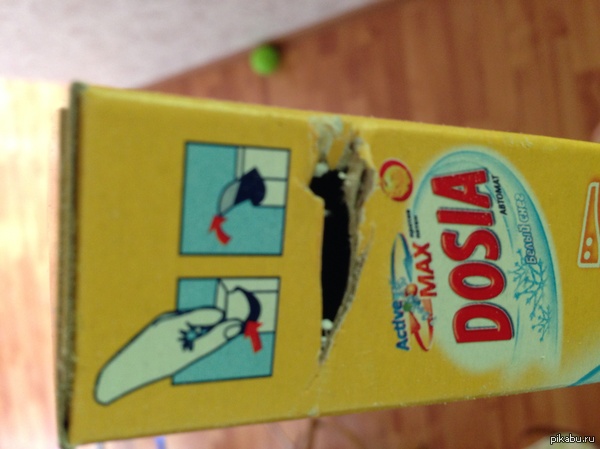 DOSIA
АВТОМАТ
Белый снег
Active
MAX
pikabu.ru